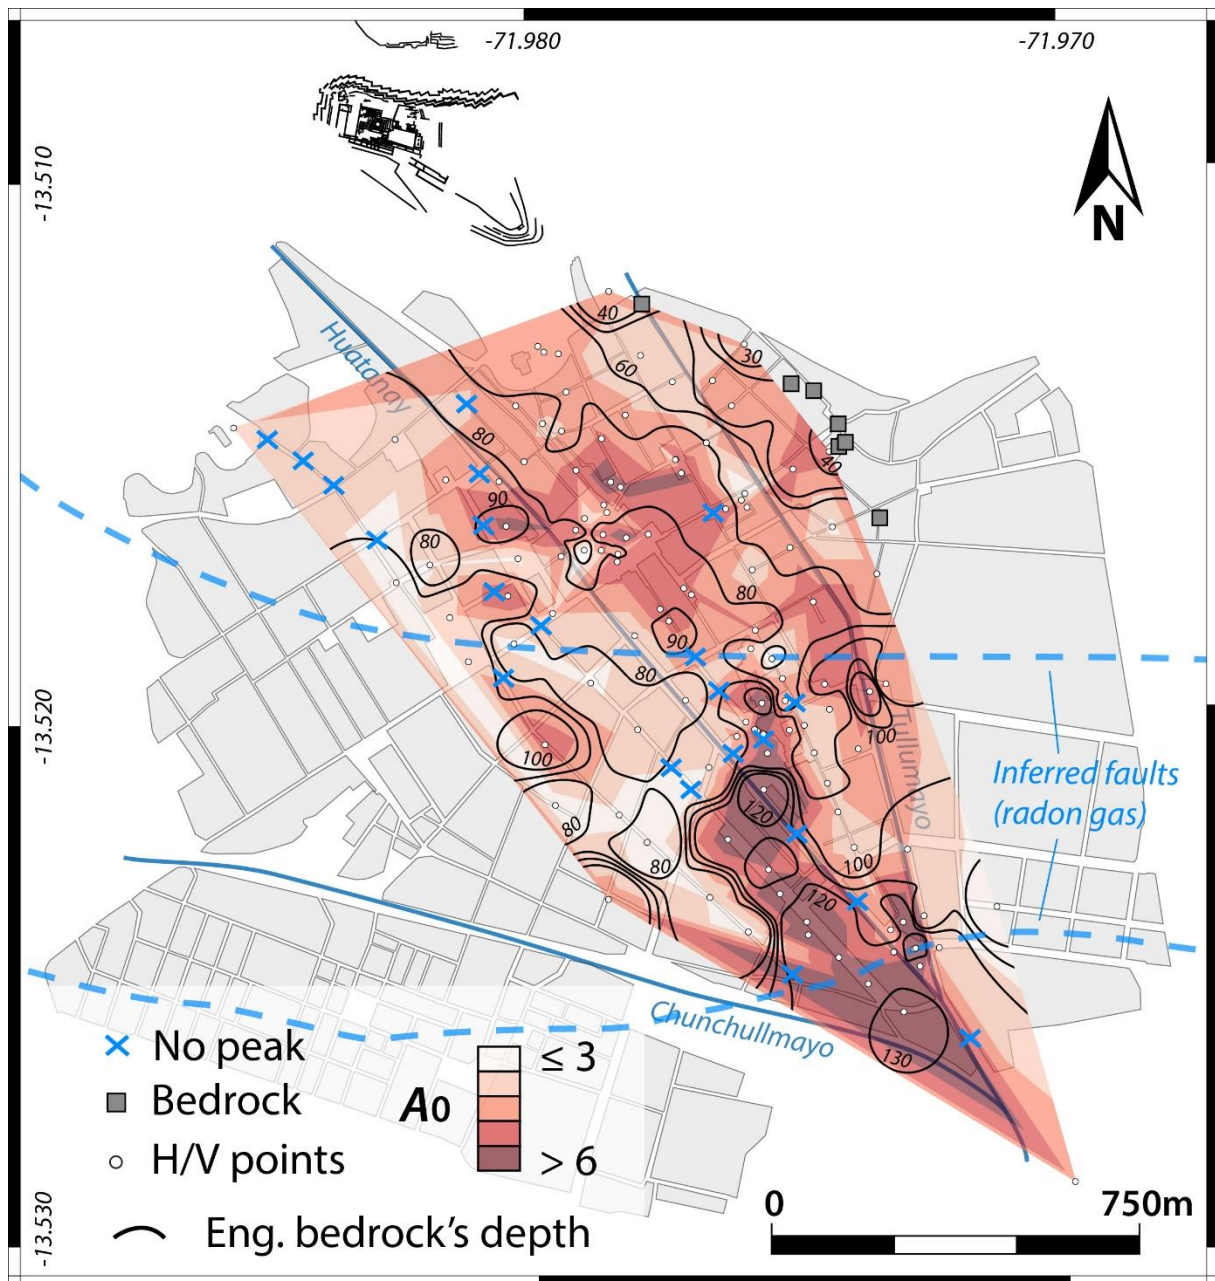 -71.980
-71.970
-13.510
N
Huatanay
40
30
60
80
40
90
80
80
90
80
100
Tullumayo
100
Inferred faults
(radon gas)
120
80
80
100
120
-13.520
Chunchullmayo
130
No peak
≤ 3
Bedrock
A0
H/V points
> 6
Eng. bedrock's depth
0
750m
-13.530